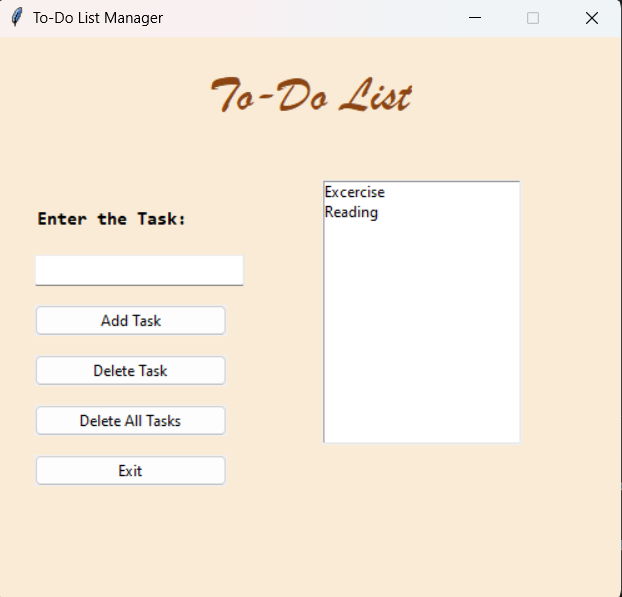 To-Do List Manager
To-Do List
Enter the Task:
Add Task
Delete Task
Delete All Tasks
Exit
Excercise
Reading